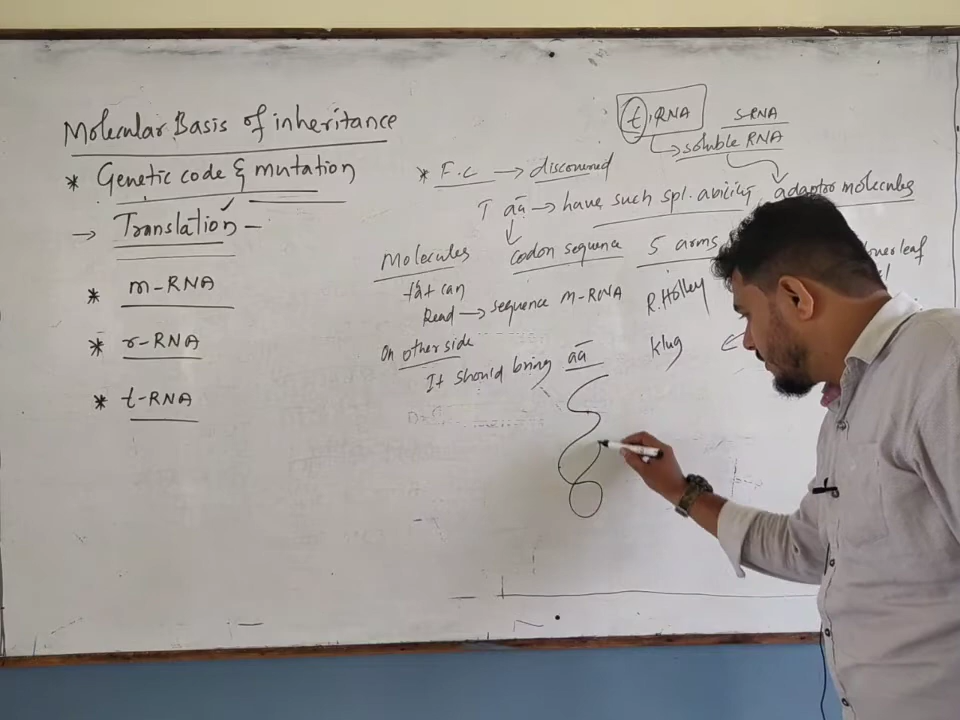 Molecular Basis of inheritance
* Genetic code & mutation
→ Translation ✓ –
* m-RNA
* r-RNA
* t-RNA
t.RNA
S-RNA
→ soluble RNA
* F.C → discovered
T aa → have such spl. ability, adaptor molecules
Molecules codon sequence 5 arms
tat can
Read → sequence m-RNA R.Holley
On other side Klug
It should bring aa